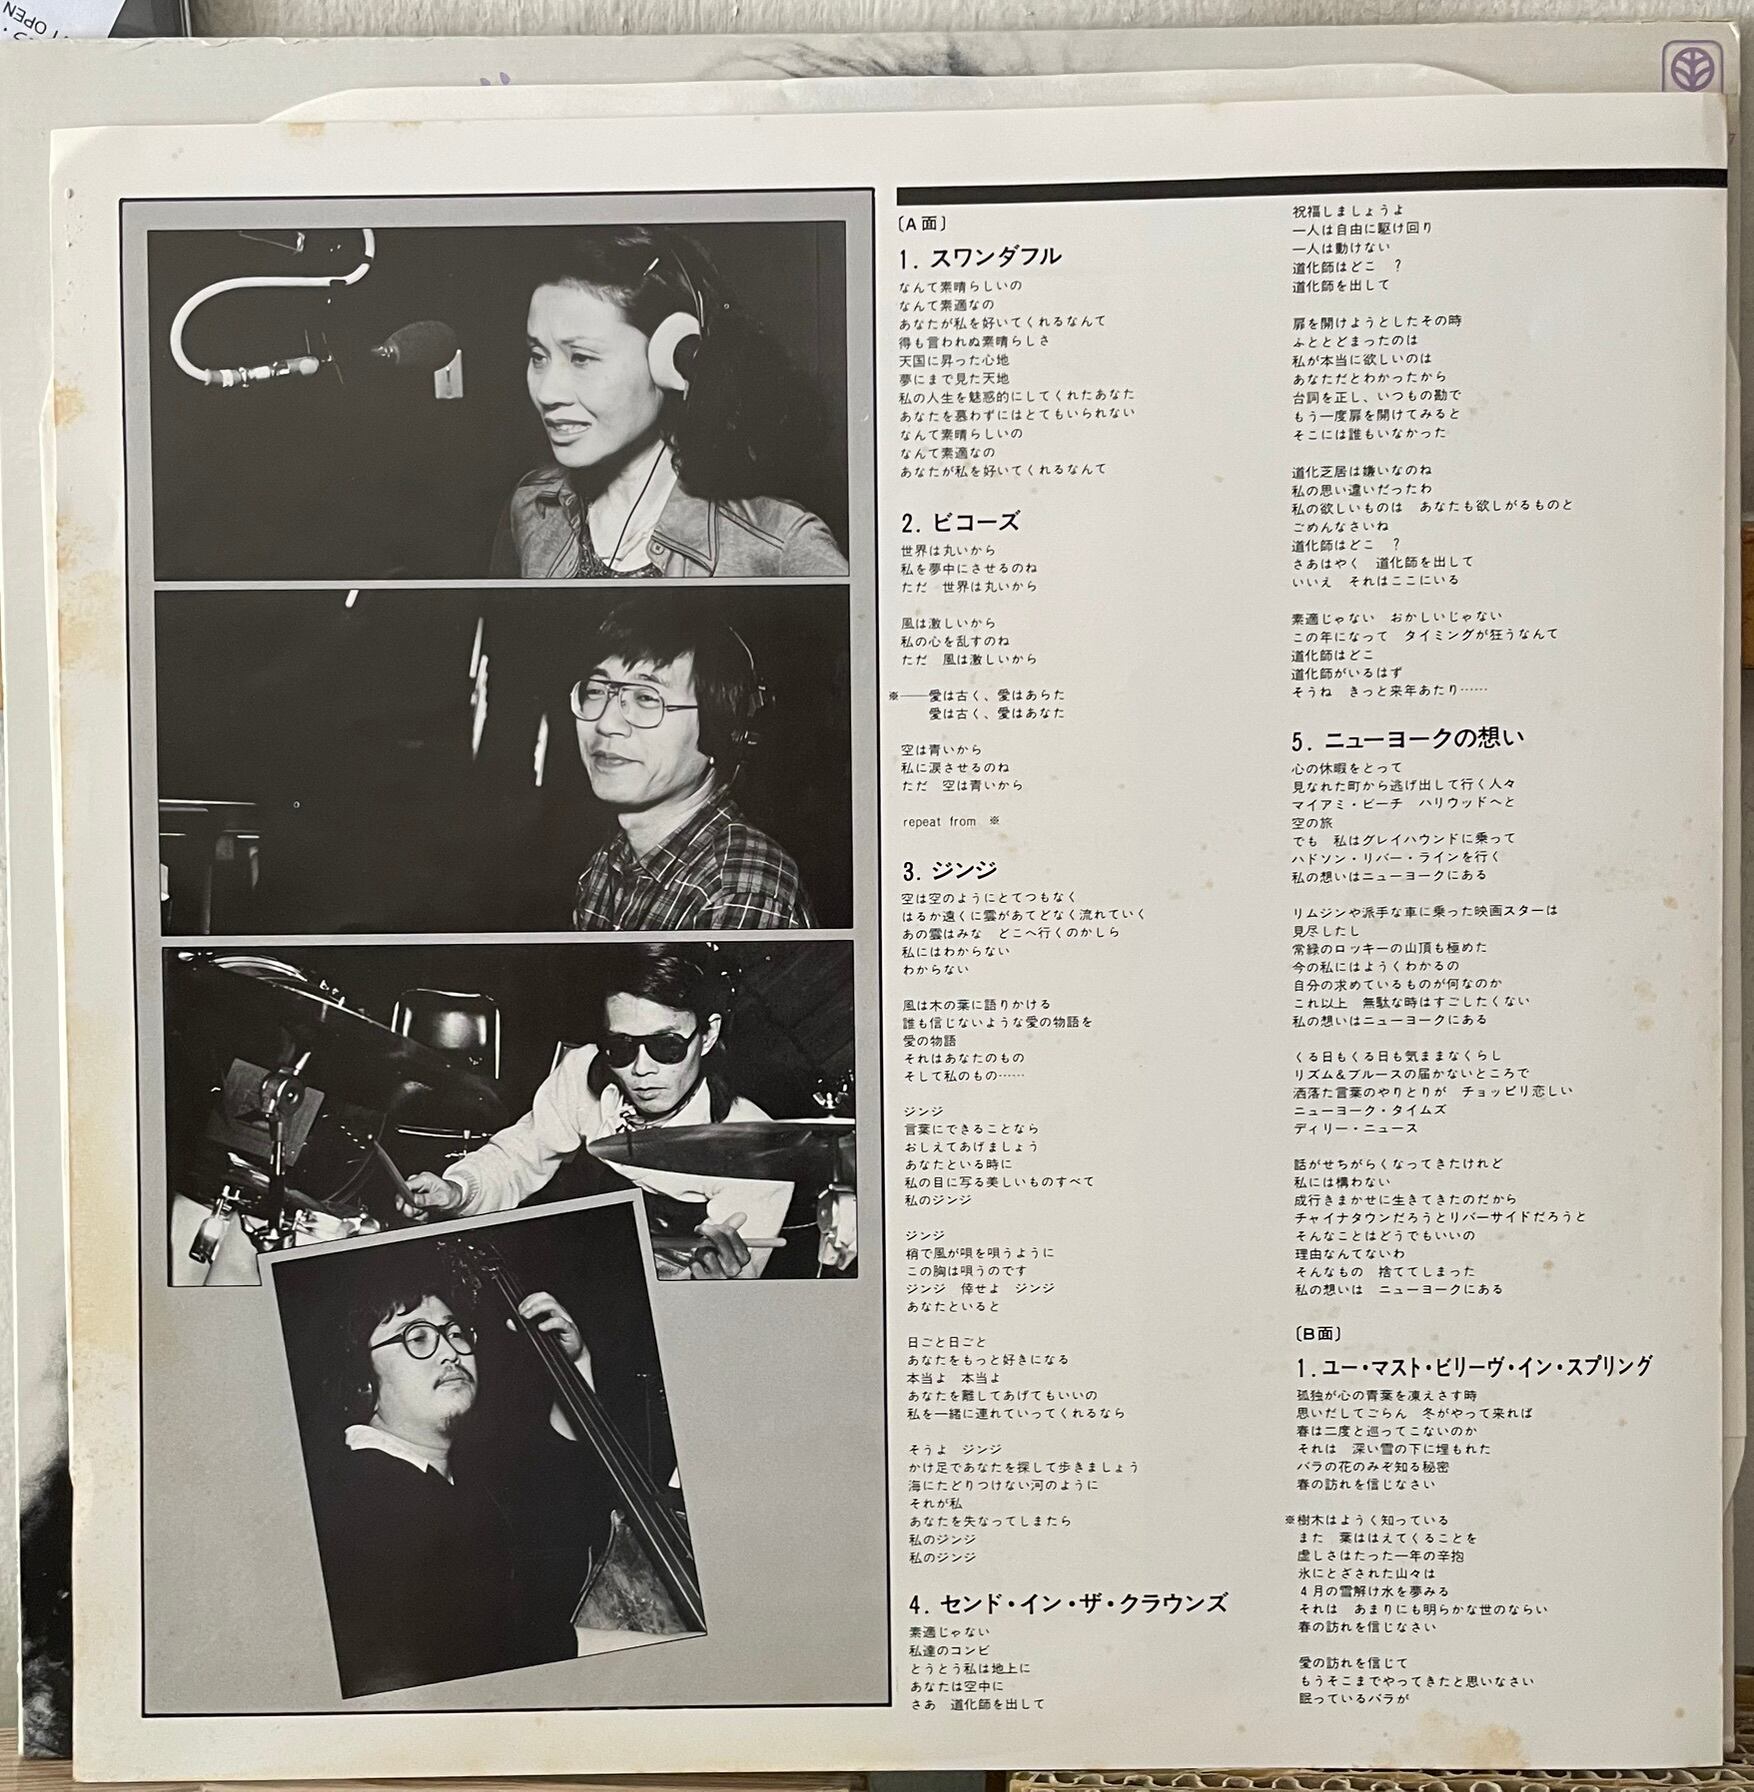 OPEN
〔A面〕
1. スワンダフル
なんて素晴らしいの
なんて素適なの
あなたが私を好いてくれるなんて
得も言われぬ素晴らしさ
天国に昇った心地
夢にまで見た天地
私の人生を魅惑的にしてくれたあなた
あなたを慕わずにはとてもいられない
なんて素晴らしいの
なんて素適なの
あなたが私を好いてくれるなんて
2. ビコーズ
世界は丸いから
私を夢中にさせるのね
ただ　世界は丸いから
風は激しいから
私の心を乱すのね
ただ　風は激しいから
※――愛は古く、愛はあらた
愛は古く、愛はあなた
空は青いから
私に涙させるのね
ただ　空は青いから
repeat from ※
3. ジンジ
空は空のようにとてつもなく
はるか遠くに雲があてどなく流れていく
あの雲はみな　どこへ行くのかしら
私にはわからない
わからない
風は木の葉に語りかける
誰も信じないような愛の物語を
愛の物語
それはあなたのもの
そして私のもの……
ジンジ
言葉にできることなら
おしえてあげましょう
あなたといる時に
私の目に写る美しいものすべて
私のジンジ
ジンジ
梢で風が唄を唄うように
この胸は唄うのです
ジンジ　倖せよ　ジンジ
あなたといると
日ごと日ごと
あなたをもっと好きになる
本当よ　本当よ
あなたを離してあげてもいいの
私を一緒に連れていってくれるなら
そうよ　ジンジ
かけ足であなたを探して歩きましょう
海にたどりつけない河のように
それが私
あなたを失なってしまたら
私のジンジ
私のジンジ
4. センド・イン・ザ・クラウンズ
素適じゃない
私達のコンビ
とうとう私は地上に
あなたは空中に
さあ　道化師を出して
祝福しましょうよ
一人は自由に駆け回り
一人は動けない
道化師はどこ　？
道化師を出して
扉を開けようとしたその時
ふととどまったのは
私が本当に欲しいのは
あなただとわかったから
台詞を正し、いつもの勘で
もう一度扉を開けてみると
そこには誰もいなかった
道化芝居は嫌いなのね
私の思い違いだったわ
私の欲しいものは　あなたも欲しがるものと
ごめんなさいね
道化師はどこ　？
さあはやく　道化師を出して
いいえ　それはここにいる
素適じゃない　おかしいじゃない
この年になって　タイミングが狂うなんて
道化師はどこ
道化師がいるはず
そうね　きっと来年あたり……
5. ニューヨークの想い
心の休暇をとって
見なれた町から逃げ出して行く人々
マイアミ・ビーチ　ハリウッドへと
空の旅
でも　私はグレイハウンドに乗って
ハドソン・リバー・ラインを行く
私の想いはニューヨークにある
リムジンや派手な車に乗った映画スターは
見尽したし
常緑のロッキーの山頂も極めた
今の私にはようくわかるの
自分の求めているものが何なのか
これ以上　無駄な時はすごしたくない
私の想いはニューヨークにある
くる日もくる日も気ままなくらし
リズム＆ブルースの届かないところで
洒落た言葉のやりとりが　チョッピリ恋しい
ニューヨーク・タイムズ
ディリー・ニュース
話がせちがらくなってきたけれど
私には構わない
成行きまかせに生きてきたのだから
チャイナタウンだろうとリバーサイドだろうと
そんなことはどうでもいいの
理由なんてないわ
そんなもの　捨ててしまった
私の想いは　ニューヨークにある
〔B面〕
1. ユー・マスト・ビリーヴ・イン・スプリング
孤独が心の青葉を凍えさす時
思いだしてごらん　冬がやって来れば
春は二度と巡ってこないのか
それは　深い雪の下に埋もれた
バラの花のみぞ知る秘密
春の訪れを信じなさい
※樹木はようく知っている
また　葉ははえてくることを
虚しさはたった一年の辛抱
氷にとざされた山々は
4月の雪解け水を夢みる
それは　あまりにも明らかな世のならい
春の訪れを信じなさい
愛の訪れを信じて
もうそこまでやってきたと思いなさい
眠っているバラが